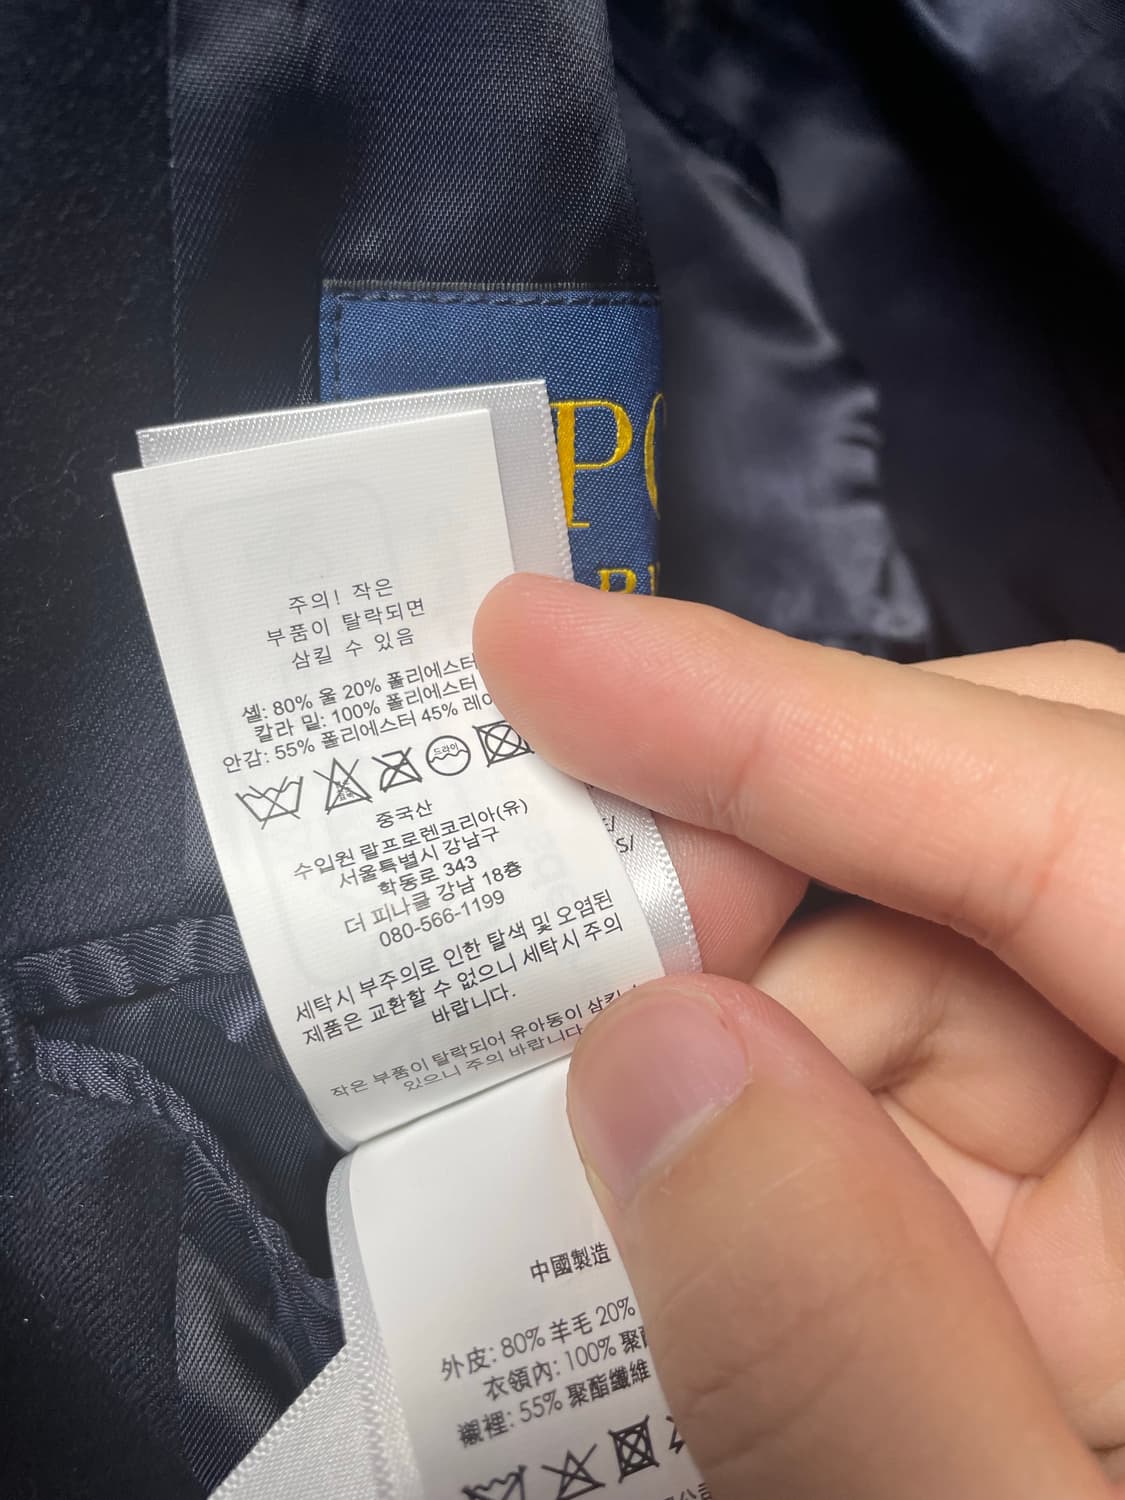 PO
주의! 작은
부품이 탈락되면
삼킬 수 있음
셸: 80% 울 20% 폴리에스터
칼라 밑: 100% 폴리에스터
안감: 55% 폴리에스터 45%
드라이
중국산
수입원 랄프로렌코리아(유)
서울특별시 강남구
학동로 343
더 피나클 강남 18층
080-566-1199
세탁시 부주의로 인한 탈색 및 오염된
제품은 교환할 수 없으니 세탁시 주의
바랍니다.
작은 부품이 탈락되어 유아동이 삼킬
있으니 주의 바랍니다
中國製造
外皮: 80% 羊毛 20%
衣領內: 100% 聚
襯裡: 55% 聚酯纖維
公司